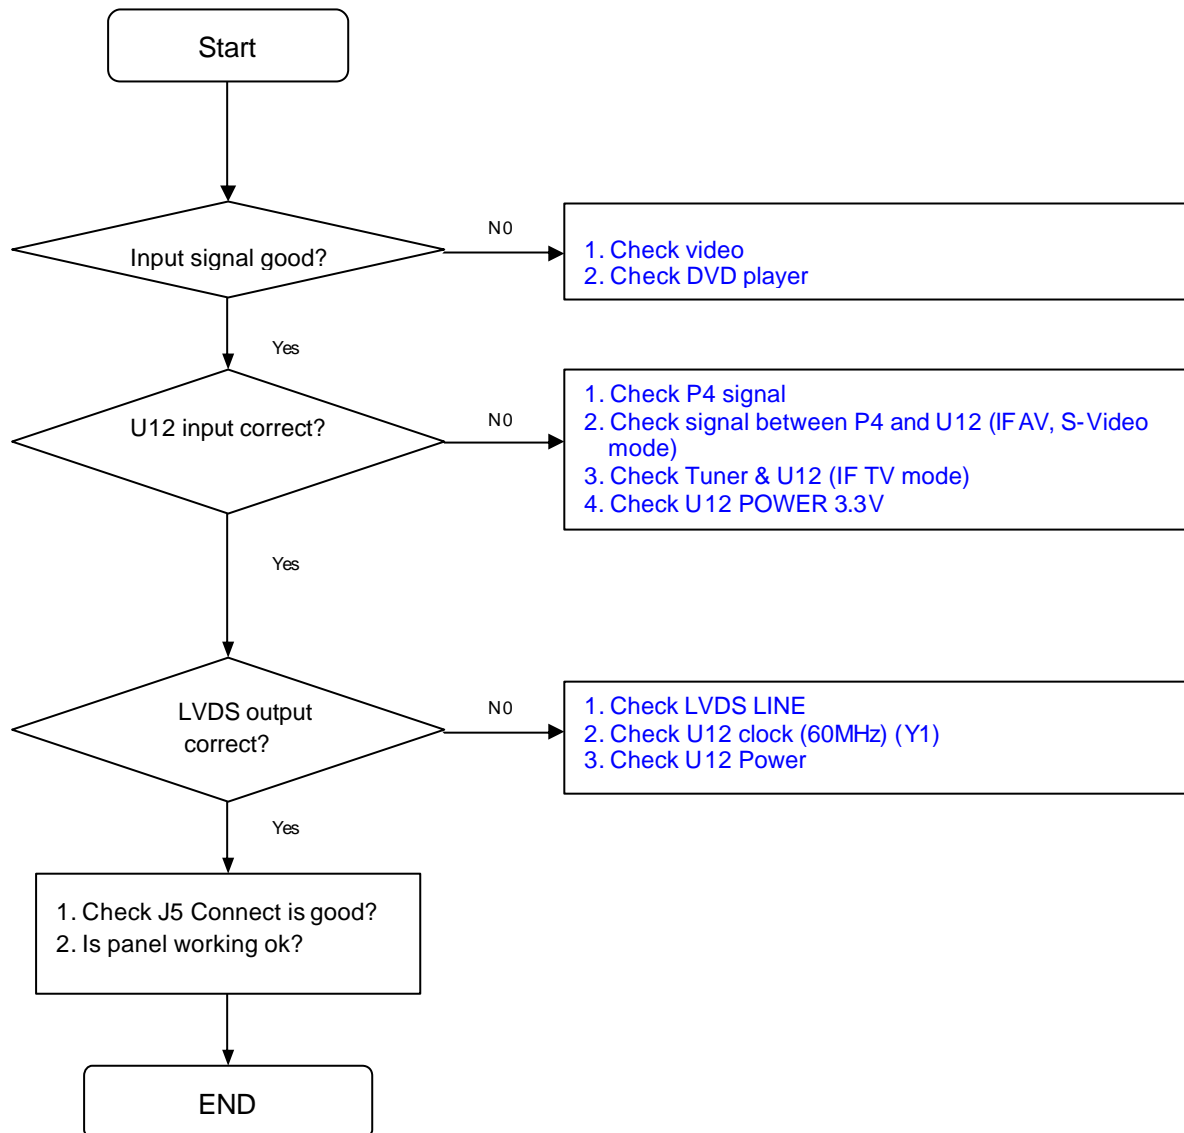 Start
Input signal good?
N0
1. Check video
2. Check DVD player
Yes
U12 input correct?
N0
1. Check P4 signal
2. Check signal between P4 and U12 (IF AV, S-Video
mode)
3. Check Tuner & U12 (IF TV mode)
4. Check U12 POWER 3.3V
Yes
LVDS output
correct?
N0
1. Check LVDS LINE
2. Check U12 clock (60MHz) (Y1)
3. Check U12 Power
Yes
1. Check J5 Connect is good?
2. Is panel working ok?
END